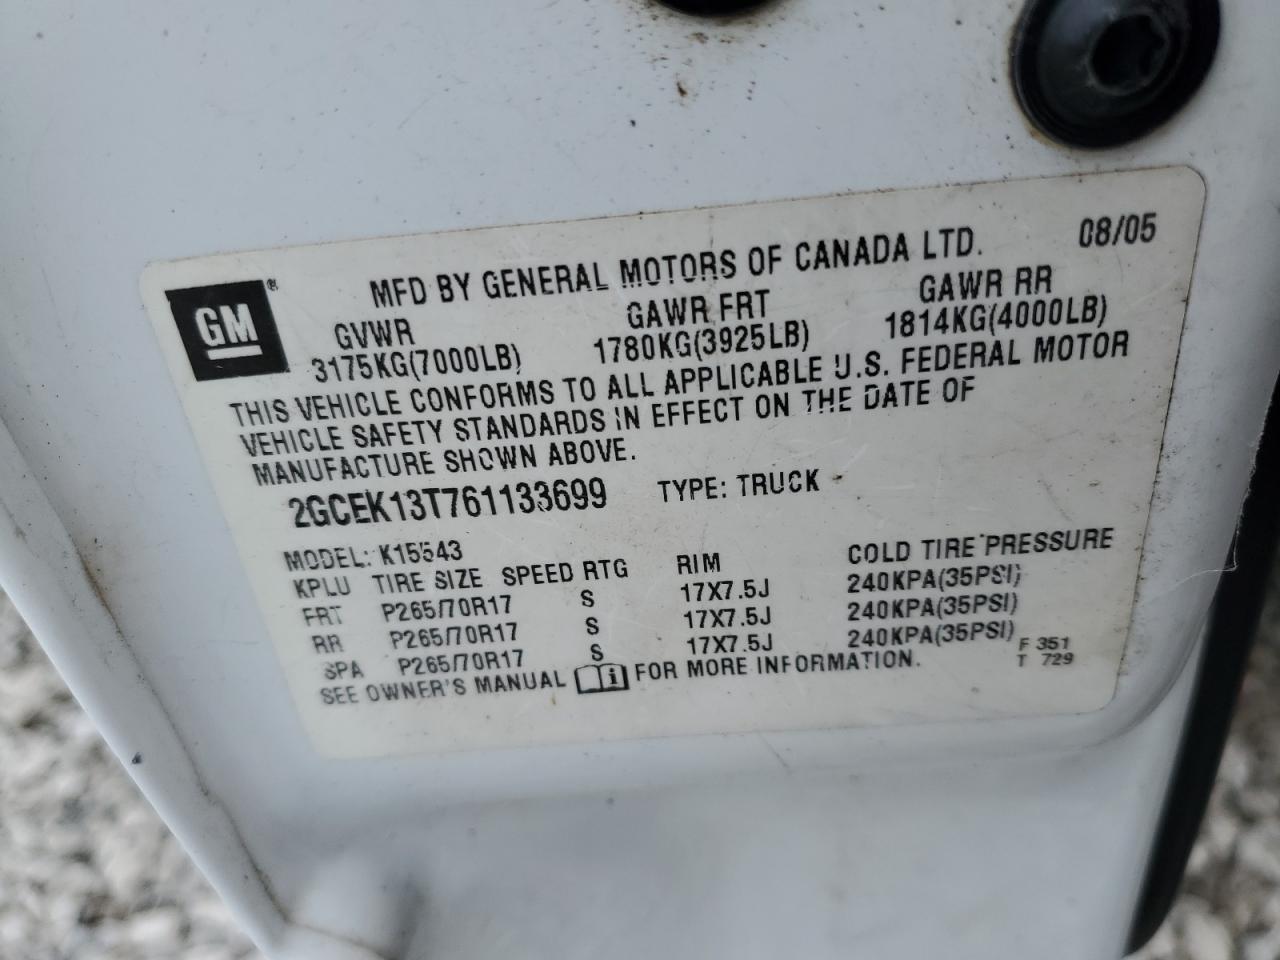 GM ® MFD BY GENERAL MOTORS OF CANADA LTD. 08/05
GVWR GAWR FRT GAWR RR
3175KG(7000LB) 1780KG(3925LB) 1814KG(4000LB)
THIS VEHICLE CONFORMS TO ALL APPLICABLE U.S. FEDERAL MOTOR
VEHICLE SAFETY STANDARDS IN EFFECT ON THE DATE OF
MANUFACTURE SHOWN ABOVE.
2GCEK13T761133699 TYPE: TRUCK
MODEL: K15543
KPLU TIRE SIZE SPEED RTG RIM COLD TIRE PRESSURE
FRT P265/70R17 S 17X7.5J 240KPA(35PSI)
RR P265/70R17 S 17X7.5J 240KPA(35PSI)
SPA P265/70R17 S 17X7.5J 240KPA(35PSI) F 351
SEE OWNER'S MANUAL i FOR MORE INFORMATION. T 729